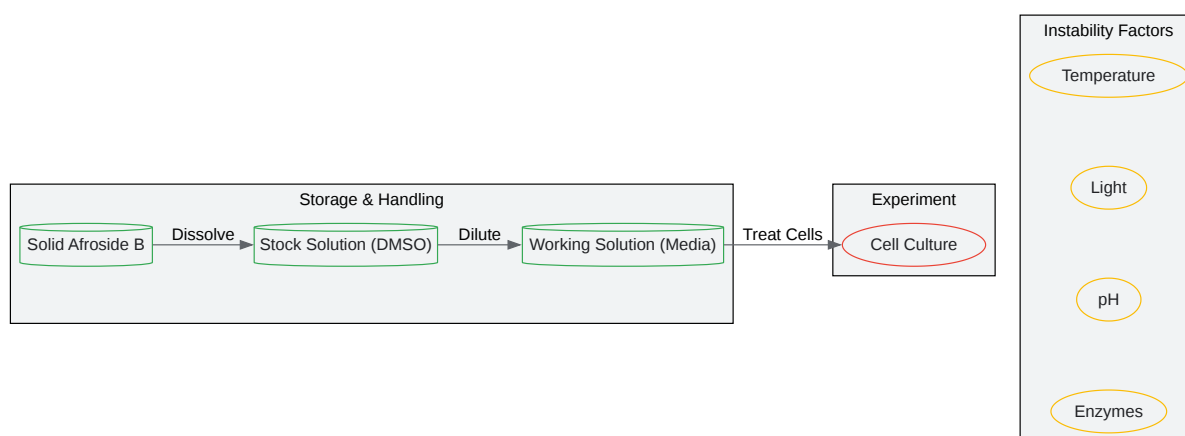 Storage & Handling
Solid Afroside B
Dissolve
Stock Solution (DMSO)
Dilute
Working Solution (Media)
Treat Cells
Experiment
Cell Culture
Instability Factors
Temperature
Light
pH
Enzymes